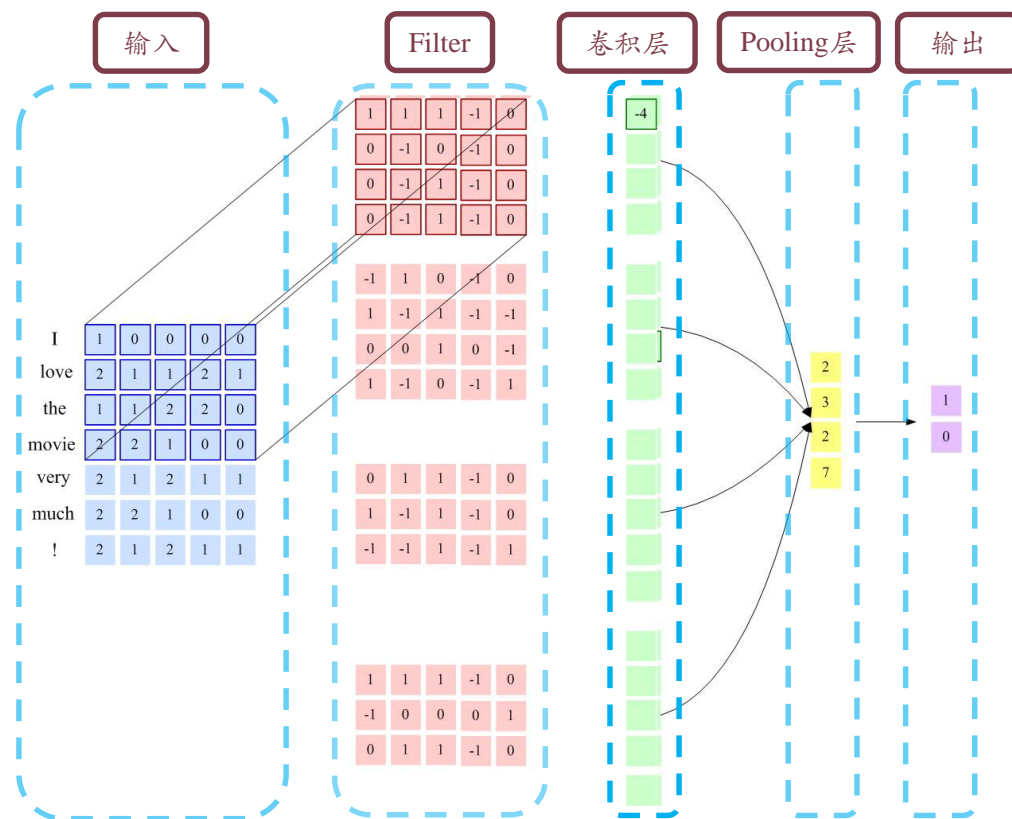 输入 Filter 卷积层 Pooling层 输出
1 1 1 -1 0
0 -1 0 -1 0
0 -1 1 -1 0
0 -1 1 -1 0
-1 1 0 -1 0
1 -1 1 -1 -1
0 0 1 0 -1
1 -1 0 -1 1
0 1 1 -1 0
1 -1 1 -1 0
-1 -1 1 -1 1
1 1 1 -1 0
-1 0 0 0 1
0 1 1 -1 0
I 1 0 0 0 0
love 2 1 1 2 1
the 1 1 2 2 0
movie 2 2 1 0 0
very 2 1 2 1 1
much 2 2 1 0 0
! 2 1 2 1 1
-4
2
3
2
7
1
0